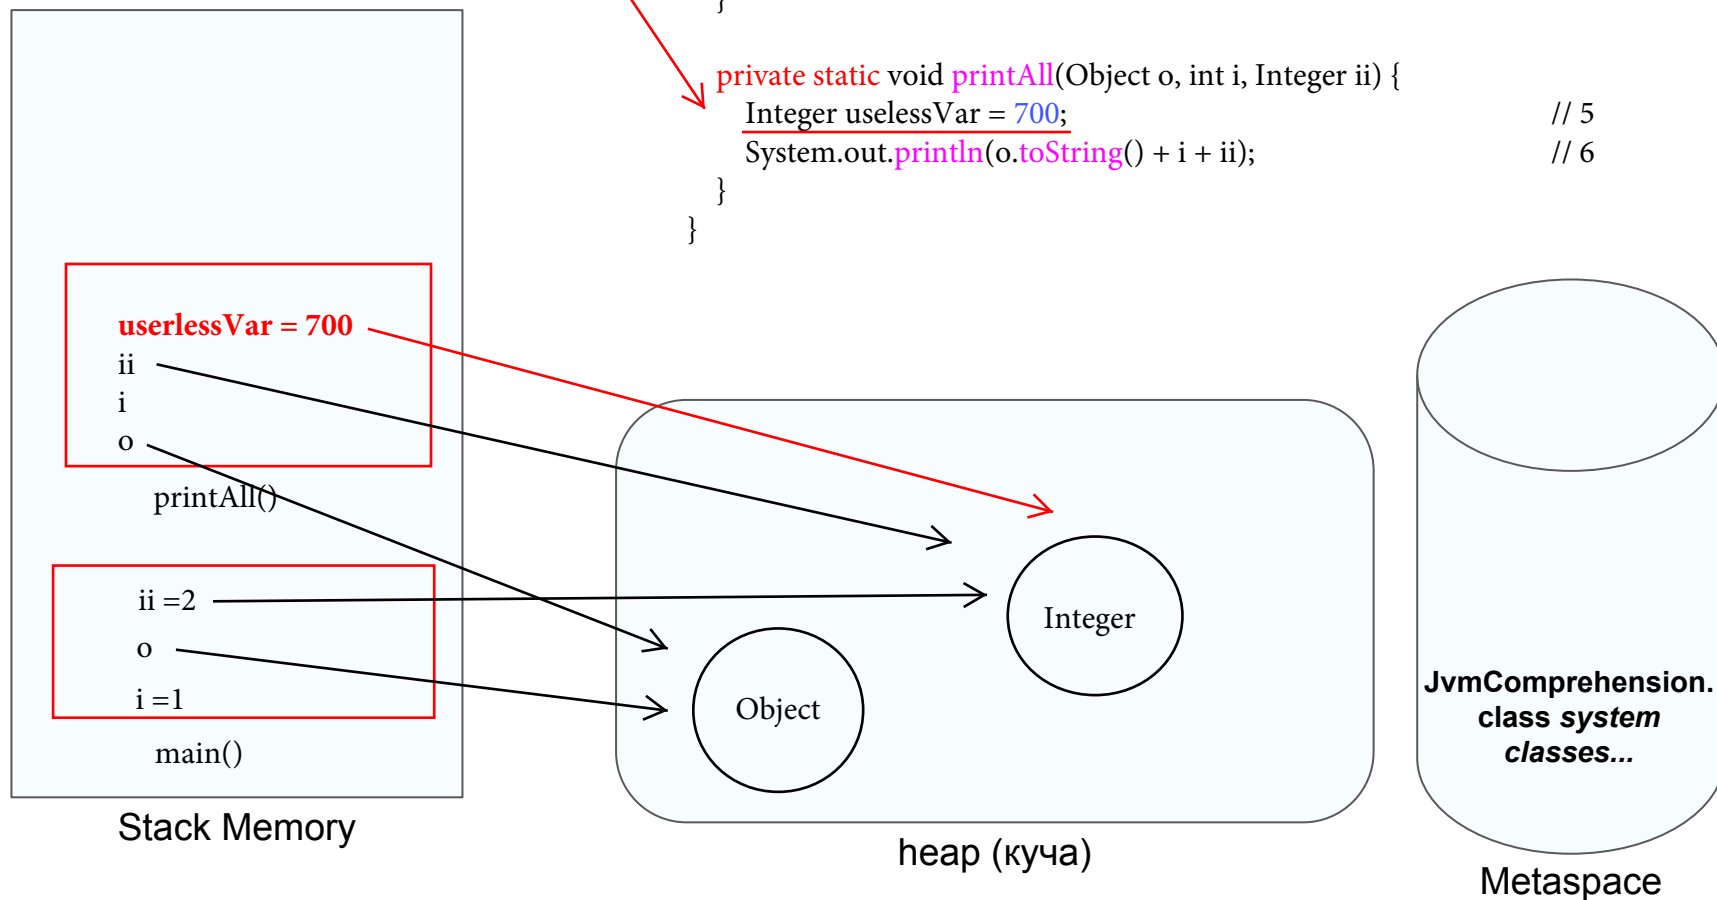 }
private static void printAll(Object o, int i, Integer ii) {
Integer uselessVar = 700; // 5
System.out.println(o.toString() + i + ii); // 6
}
}
userlessVar = 700
ii
i
o
printAll()
ii =2
o
i =1
main()
Stack Memory
Object
Integer
heap (куча)
JvmComprehension.
class system
classes...
Metaspace